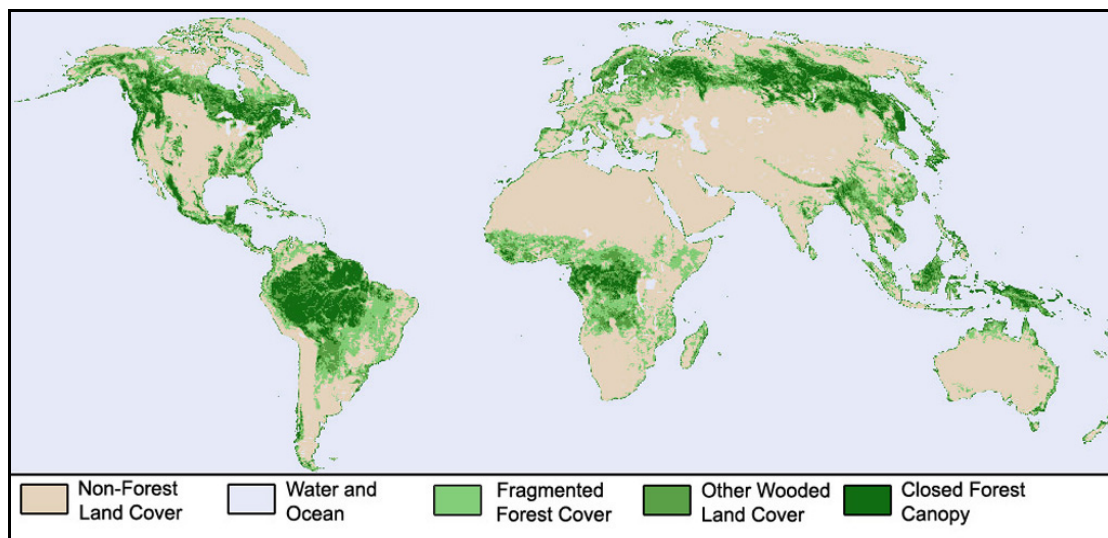 Non-Forest
Land Cover
Water and
Ocean
Fragmented
Forest Cover
Other Wooded
Land Cover
Closed Forest
Canopy